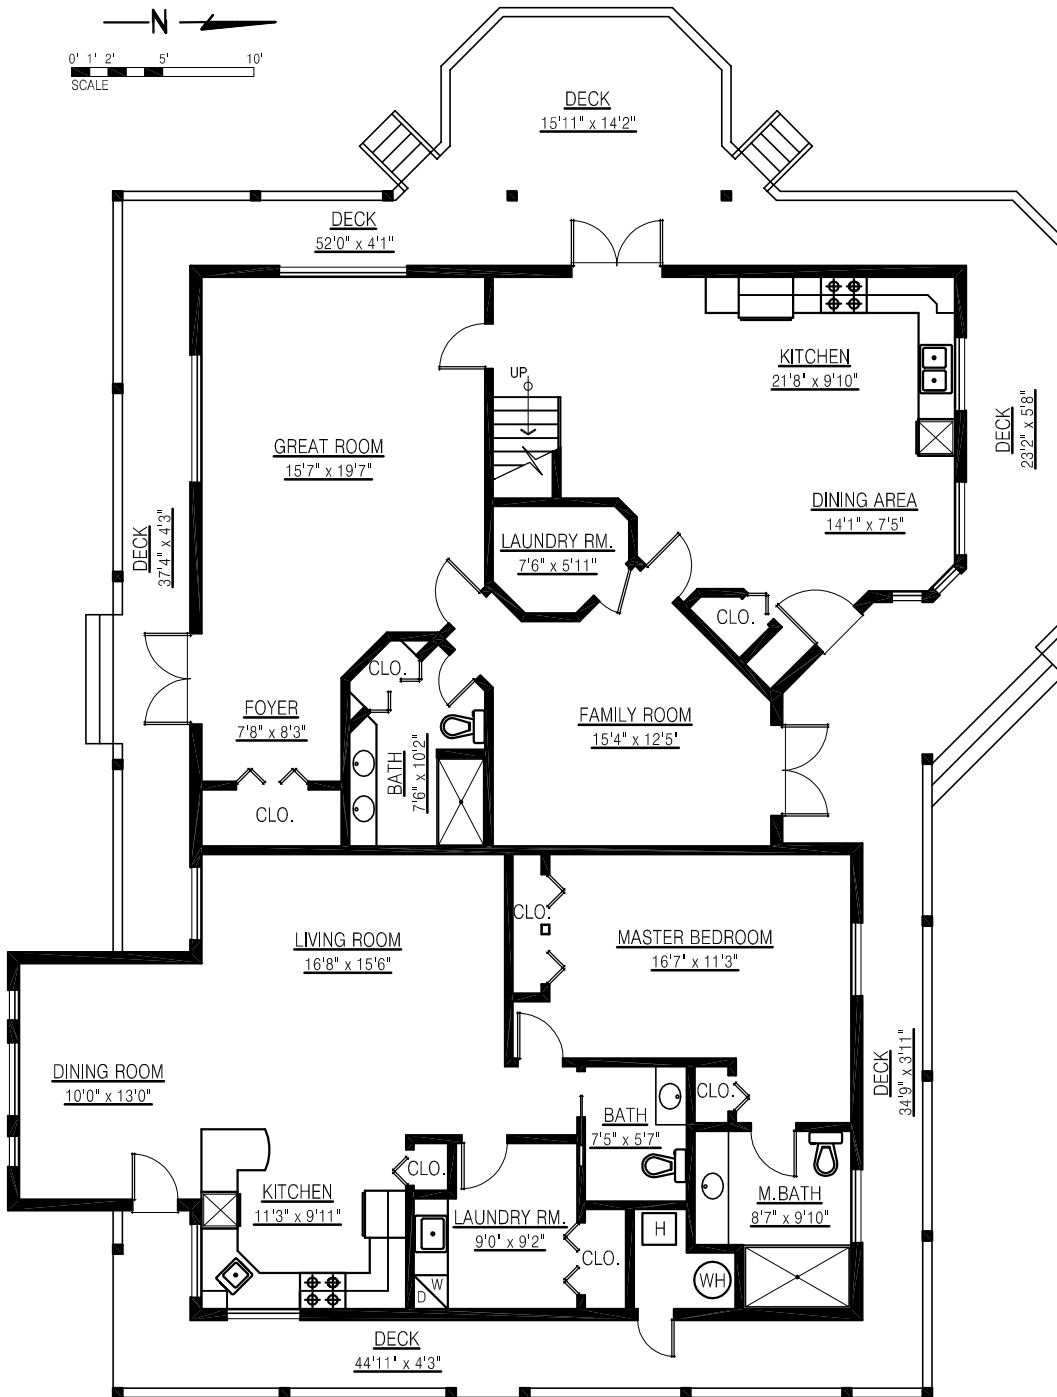 N
0' 1' 2' 5' 10'
SCALE
DECK
15'11" x 14'2"
DECK
52'0" x 4'1"
KITCHEN
21'8' x 9'10"
UP
DECK
23'2" x 5'8"
GREAT ROOM
15'7" x 19'7"
DINING AREA
14'1" x 7'5"
DECK
37'4" x 4'3"
LAUNDRY RM.
7'6" x 5'11"
CLO.
CLO.
FOYER
7'8" x 8'3"
FAMILY ROOM
15'4" x 12'5'
BATH
7'6" x 10'2"
CLO.
CLO.
LIVING ROOM
16'8" x 15'6"
MASTER BEDROOM
16'7' x 11'3"
DINING ROOM
10'0" x 13'0"
DECK
34'9" x 3'11"
CLO.
BATH
7'5" x 5'7"
CLO.
KITCHEN
11'3" x 9'11"
M.BATH
8'7" x 9'10"
LAUNDRY RM.
9'0' x 9'2"
H
CLO.
WH
W
D
DECK
44'11' x 4'3"